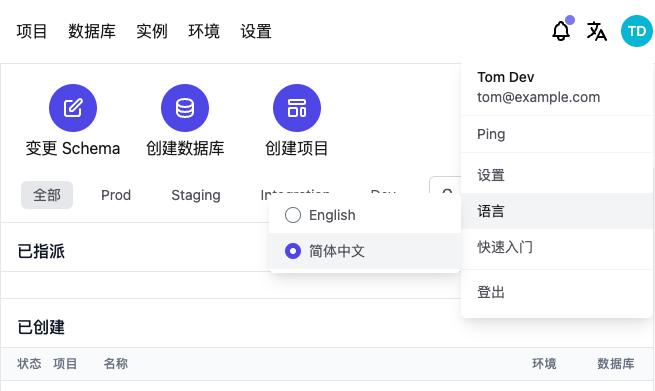 项目 数据库 实例 环境 设置 TD
Tom Dev
tom@example.com
Ping
设置
语言
快速入门
登出
变更 Schema 创建数据库 创建项目
全部 Prod Staging
English
简体中文
已指派
已创建
状态 项目 名称 环境 数据库